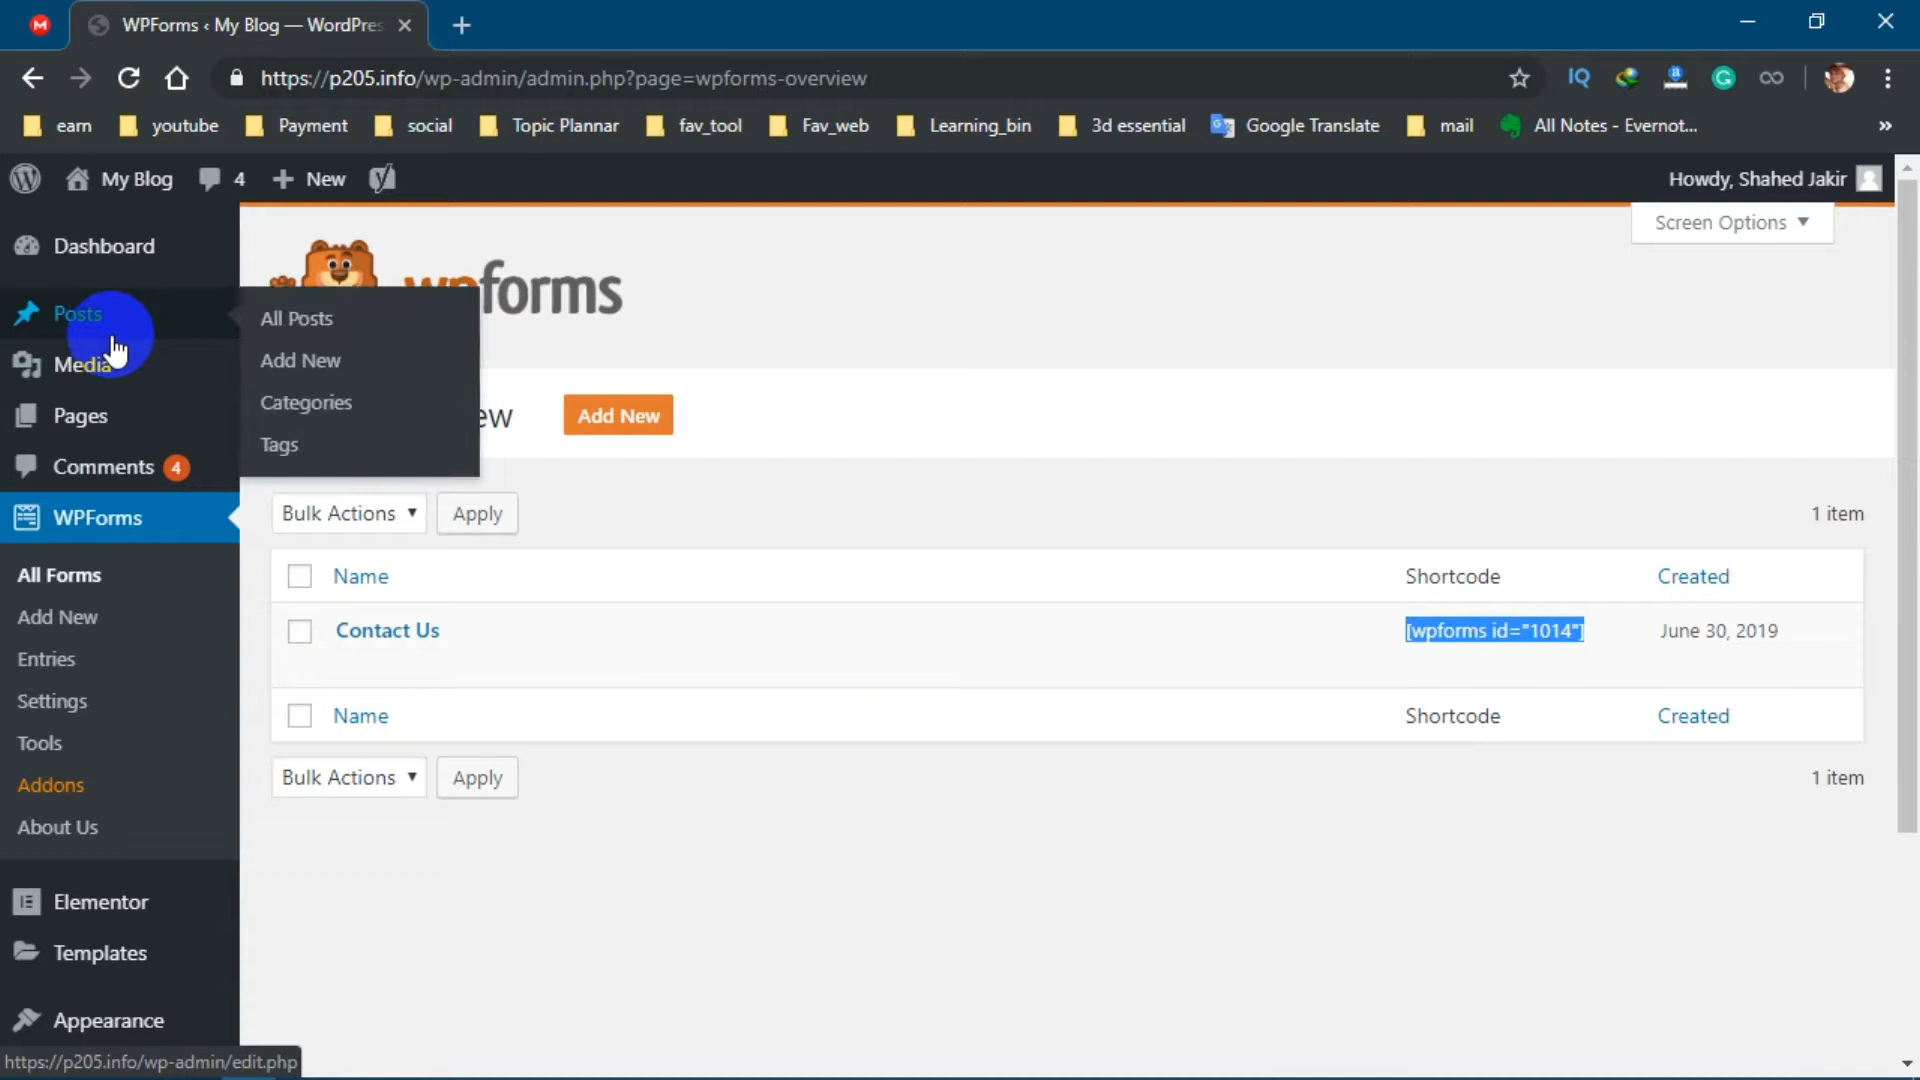 WPForms ‹ My Blog — WordPres
https://p205.info/wp-admin/admin.php?page=wpforms-overview
earn youtube Payment social Topic Plannar fav_tool Fav_web Learning_bin 3d essential Google Translate mail All Notes - Evernot... »
My Blog 4 + New Howdy, Shahed Jakir
Screen Options
Dashboard
wpforms
Posts
All Posts
Add New
Categories
Tags
Media
Pages
Comments 4
ew Add New
WPForms
All Forms
Add New
Entries
Settings
Tools
Addons
About Us
Elementor
Templates
Appearance
Bulk Actions Apply 1 item
Name Shortcode Created
Contact Us [wpforms id="1014"] June 30, 2019
Name Shortcode Created
Bulk Actions Apply 1 item
https://p205.info/wp-admin/edit.php